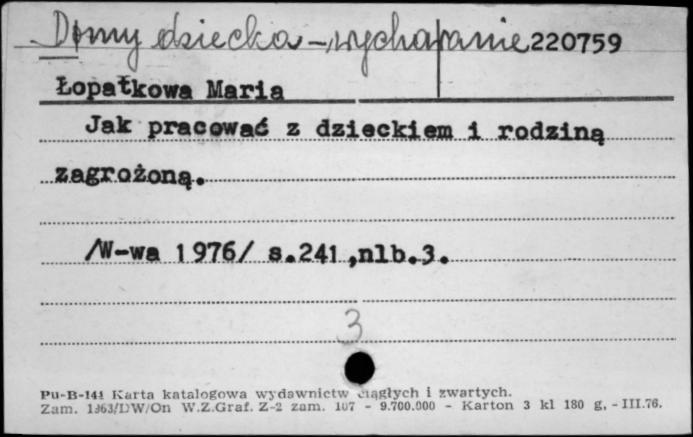 Domy dziecka - wychowanie 220759
Łopatkowa Maria
Jak pracować z dzieckiem i rodziną
zagrożoną.
/W-wa 1976/ s.241,nlb.3.
3
Pu-B-141 Karta katalogowa wydawnictw ciągłych i zwartych.
Zam. 1363/DW/On W.Z.Graf. Z-2 zam. 107 - 9.700.000 - Karton 3 kl 180 g. - III.76.